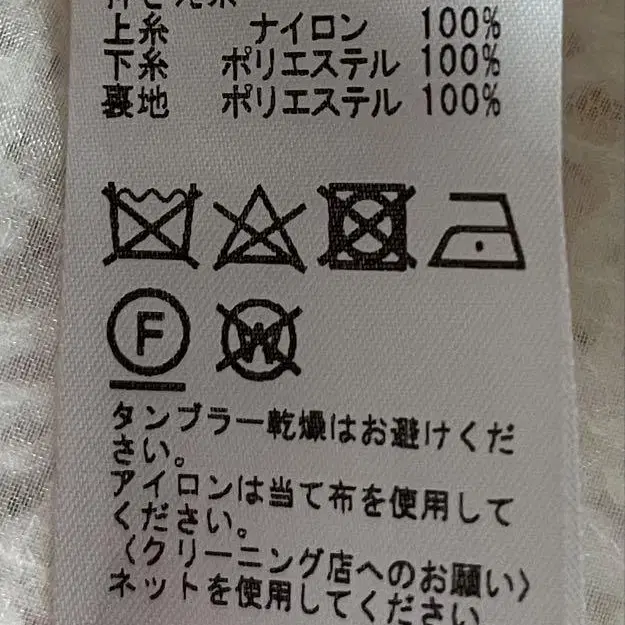 上糸 ナイロン 100%
下糸 ポリエステル 100%
裏地 ポリエステル 100%
F W
タンブラー乾燥はお避けくだ
さい。
アイロンは当て布を使用して
ください。
〈クリーニング店へのお願い〉
ネットを使用してください